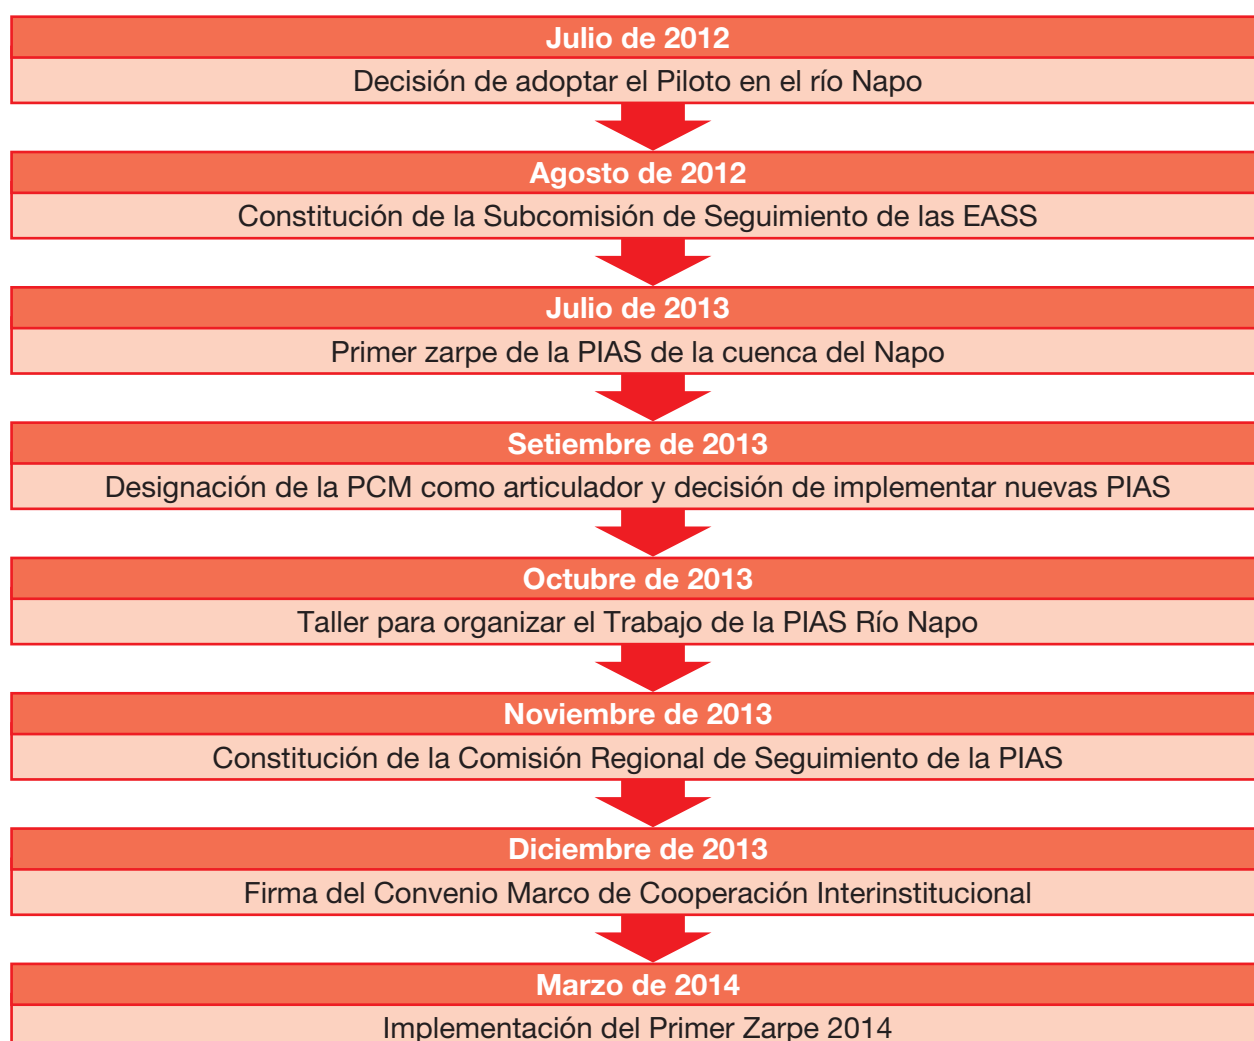 Julio de 2012
Decisión de adoptar el Piloto en el río Napo
Agosto de 2012
Constitución de la Subcomisión de Seguimiento de las EASS
Julio de 2013
Primer zarpe de la PIAS de la cuenca del Napo
Setiembre de 2013
Designación de la PCM como articulador y decisión de implementar nuevas PIAS
Octubre de 2013
Taller para organizar el Trabajo de la PIAS Río Napo
Noviembre de 2013
Constitución de la Comisión Regional de Seguimiento de la PIAS
Diciembre de 2013
Firma del Convenio Marco de Cooperación Interinstitucional
Marzo de 2014
Implementación del Primer Zarpe 2014